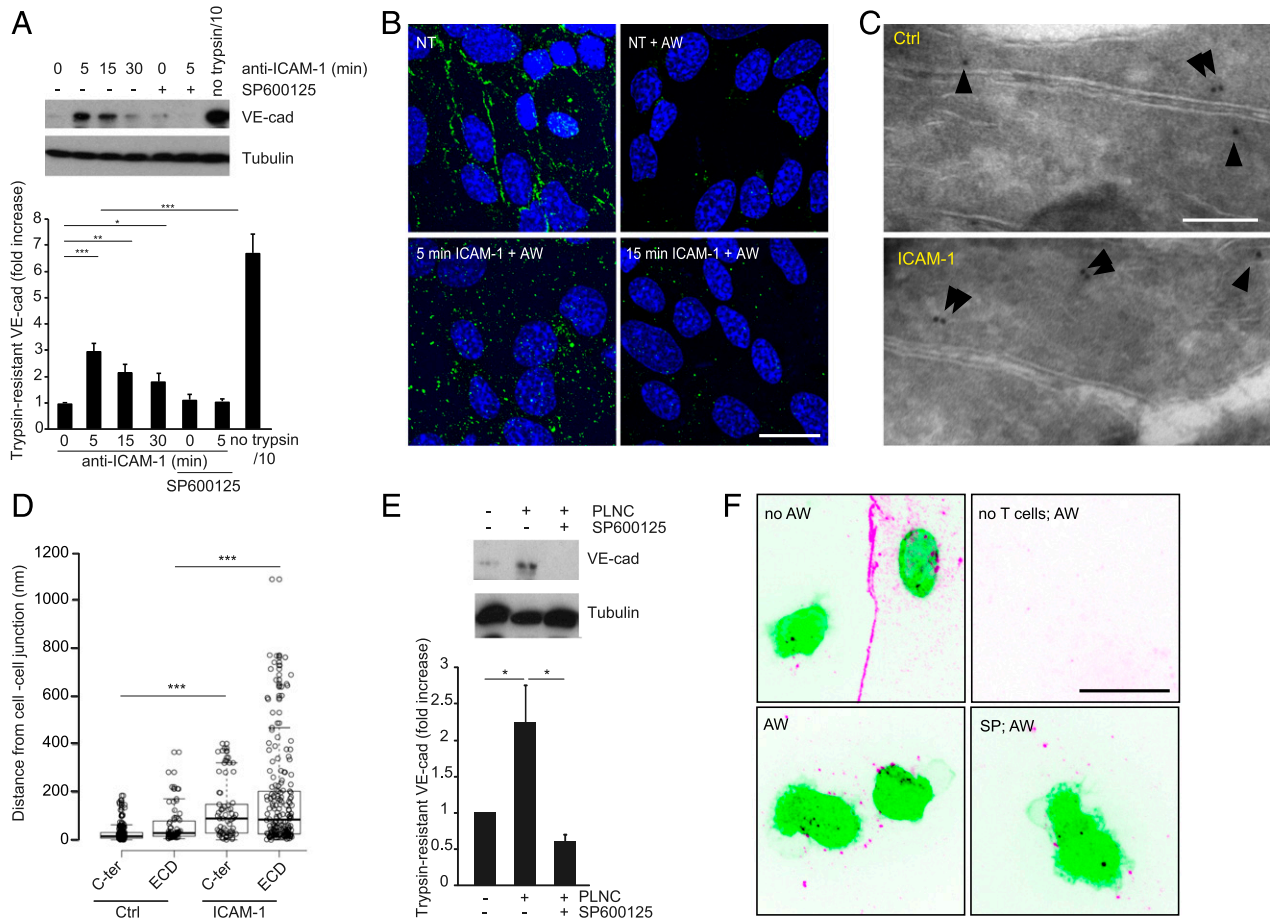 A
0 5 15 30 0 5 no trypsin/10
anti-ICAM-1 (min)
- - - - + + SP600125
VE-cad
Tubulin
Trypsin-resistant VE-cad (fold increase)
8
7
6
5
4
3
2
1
0
***
*
**
***
0 5 15 30 0 5 no trypsin
/10
anti-ICAM-1 (min)
SP600125
B
NT
NT + AW
5 min ICAM-1 + AW
15 min ICAM-1 + AW
C
Ctrl
ICAM-1
D
Distance from cell -cell junction (nm)
1200
1000
800
600
400
200
0
***
***
C-ter ECD C-ter ECD
Ctrl ICAM-1
E
- + + PLNC
- - + SP600125
VE-cad
Tubulin
Trypsin-resistant VE-cad (fold increase)
3
2.5
2
1.5
1
0.5
0
* *
- + + PLNC
- - + SP600125
F
no AW
no T cells; AW
AW
SP; AW